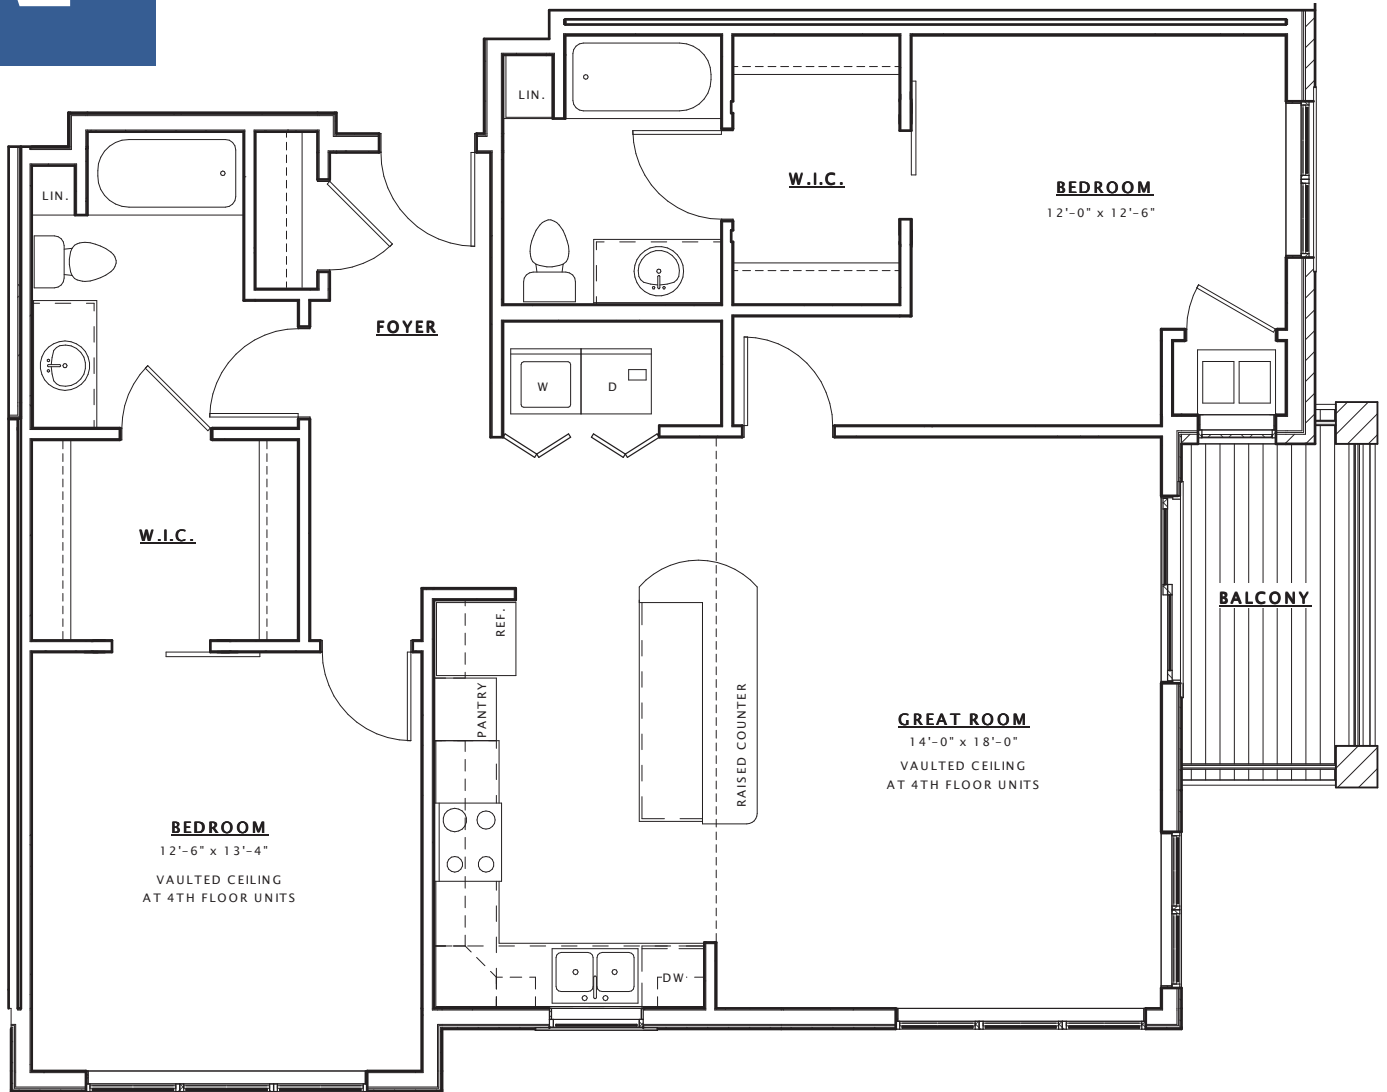 LIN.
W.I.C.
BEDROOM
12'-0" x 12'-6"
LIN.
FOYER
W
D
W.I.C.
BALCONY
REF.
PANTRY
RAISED COUNTER
GREAT ROOM
14'-0" x 18'-0"
VAULTED CEILING
AT 4TH FLOOR UNITS
BEDROOM
12'-6" x 13'-4"
VAULTED CEILING
AT 4TH FLOOR UNITS
DW